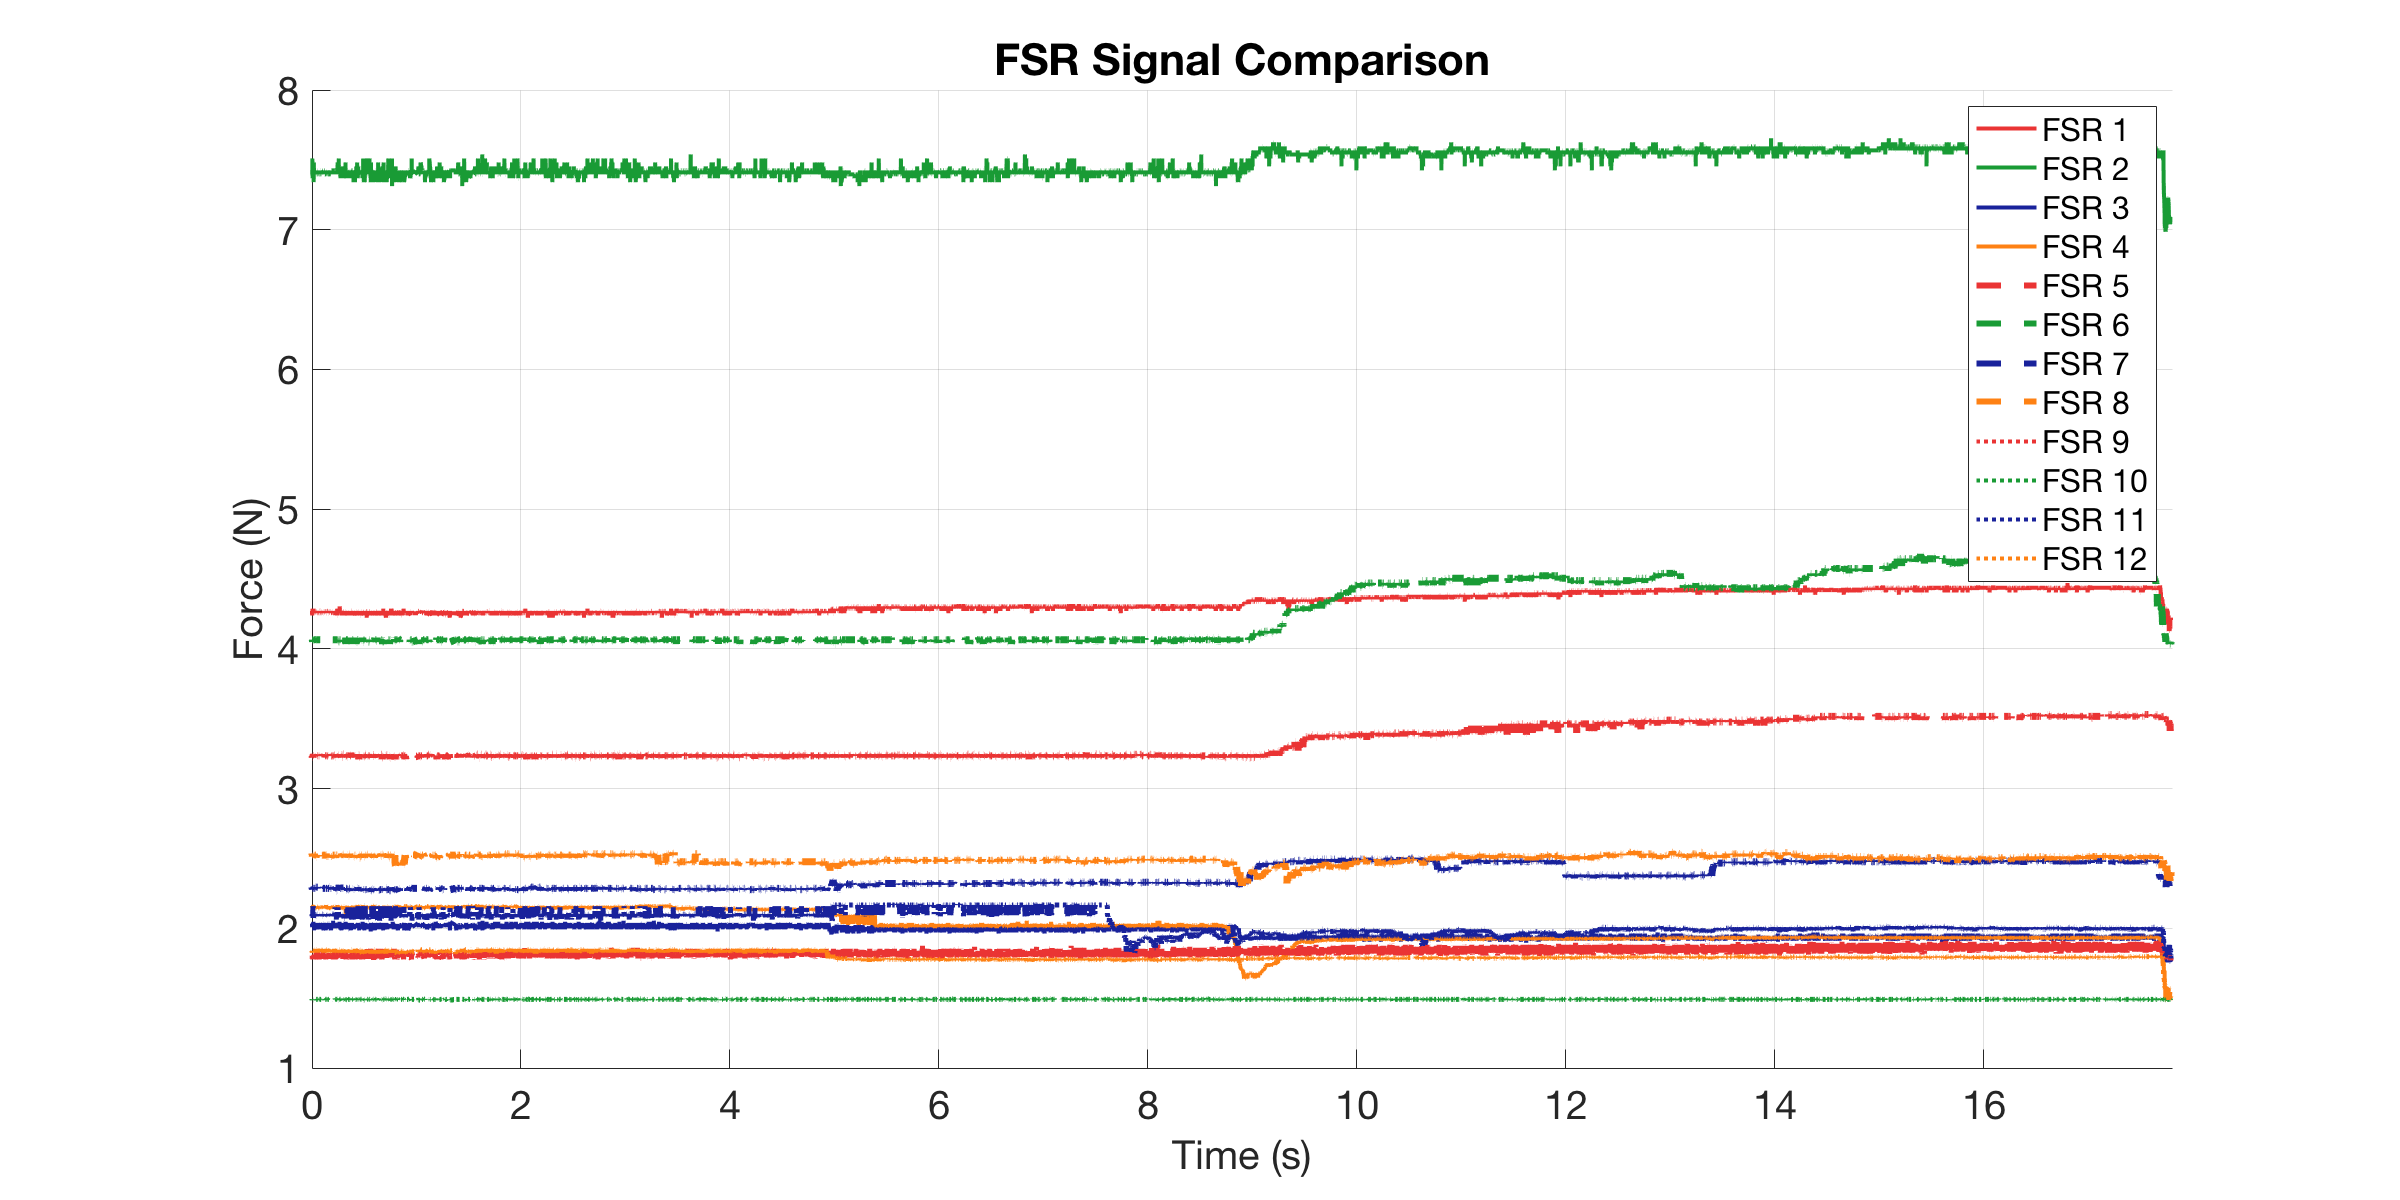 FSR Signal Comparison
8
7
6
5
4
3
2
1
Force (N)
0 2 4 6 8 10 12 14 16
Time (s)
FSR 1
FSR 2
FSR 3
FSR 4
FSR 5
FSR 6
FSR 7
FSR 8
FSR 9
FSR 10
FSR 11
FSR 12